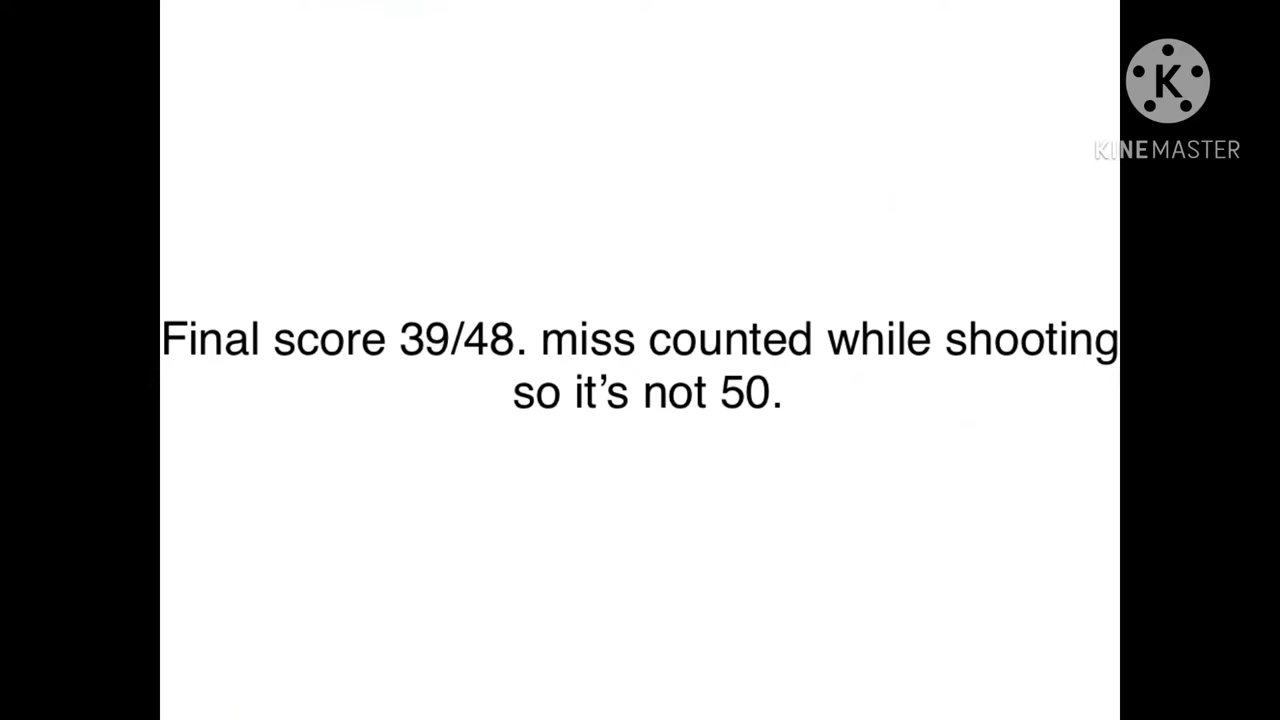 K
KINEMASTER
Final score 39/48. miss counted while shooting
so it’s not 50.